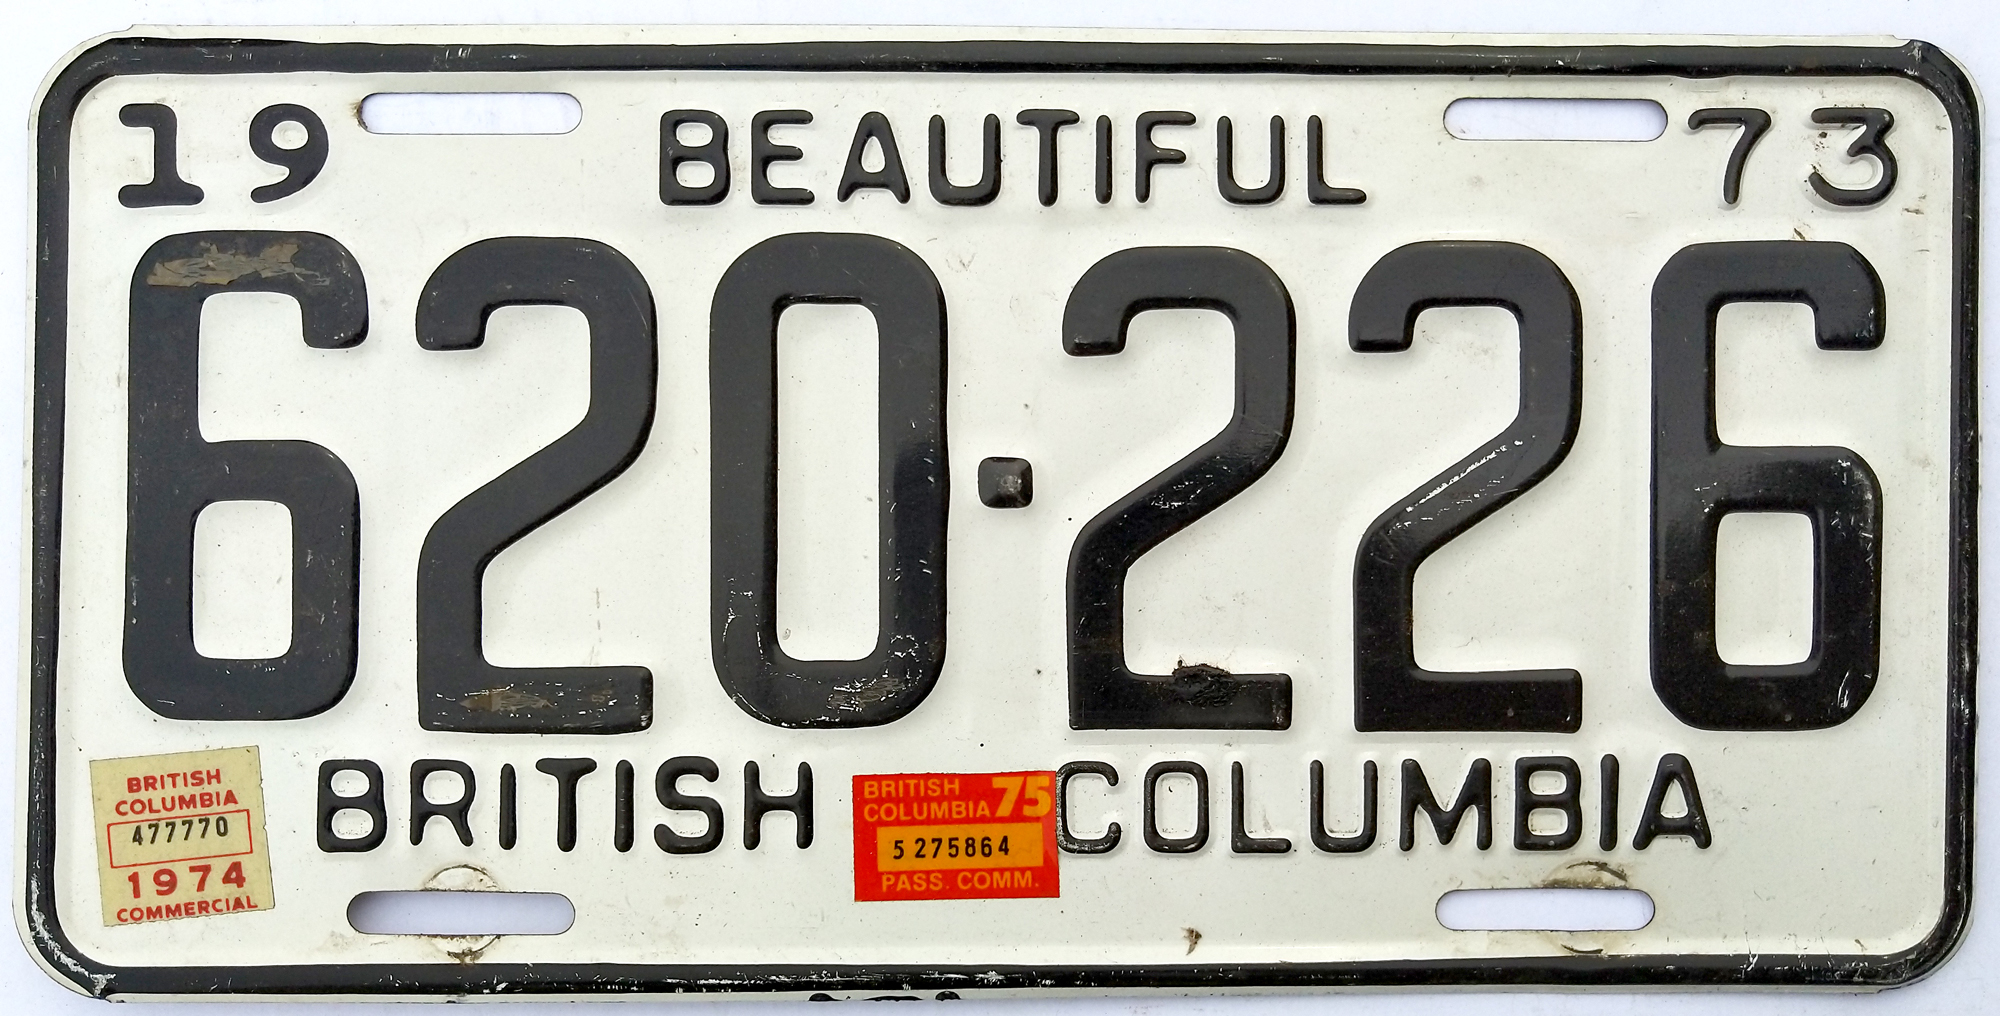 19 BEAUTIFUL 73
620·226
BRITISH COLUMBIA
BRITISH
COLUMBIA
477770
1974
COMMERCIAL
BRITISH
COLUMBIA 75
5 275864
PASS. COMM.